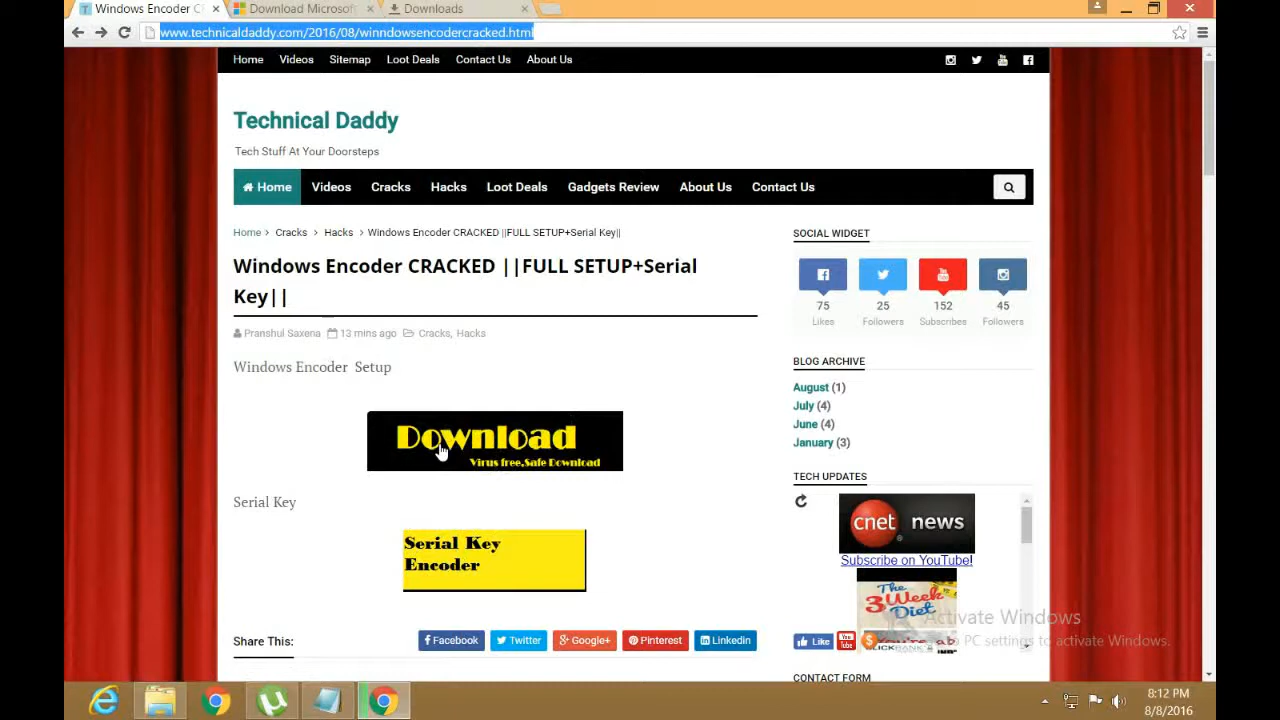 Windows Encoder C
Download Microsoft
Downloads
www.technicaldaddy.com/2016/08/winndowsencodercracked.html
Home Videos Sitemap Loot Deals Contact Us About Us
Technical Daddy
Tech Stuff At Your Doorsteps
Home Videos Cracks Hacks Loot Deals Gadgets Review About Us Contact Us
Home > Cracks > Hacks > Windows Encoder CRACKED ||FULL SETUP+Serial Key||
Windows Encoder CRACKED ||FULL SETUP+Serial
Key||
Pranshul Saxena 13 mins ago Cracks, Hacks
Windows Encoder Setup
Download
Virus free,Safe Download
Serial Key
Serial Key
Encoder
Share This:
Facebook Twitter Google+ Pinterest Linkedin
SOCIAL WIDGET
75 25 152 45
Likes Followers Subscribes Followers
BLOG ARCHIVE
August (1)
July (4)
June (4)
January (3)
TECH UPDATES
cnet news
Subscribe on YouTube!
The
3 Week
Diet
Like
You Tube
CLICKBANK
CONTACT FORM
Activate Windows
PC settings to activate Windows.
8:12 PM
8/8/2016